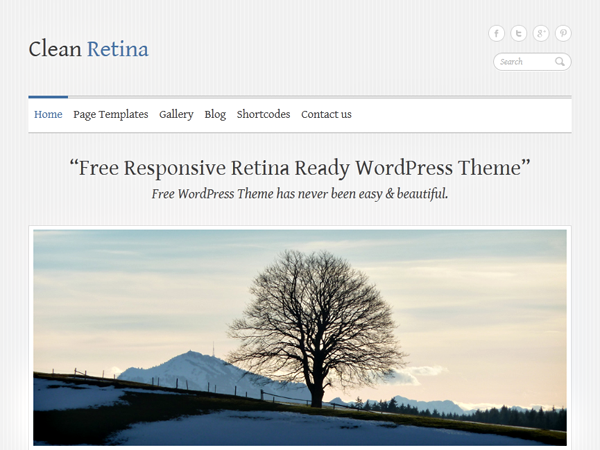 Clean Retina
Search
Home Page Templates Gallery Blog Shortcodes Contact us
“Free Responsive Retina Ready WordPress Theme”
Free WordPress Theme has never been easy & beautiful.